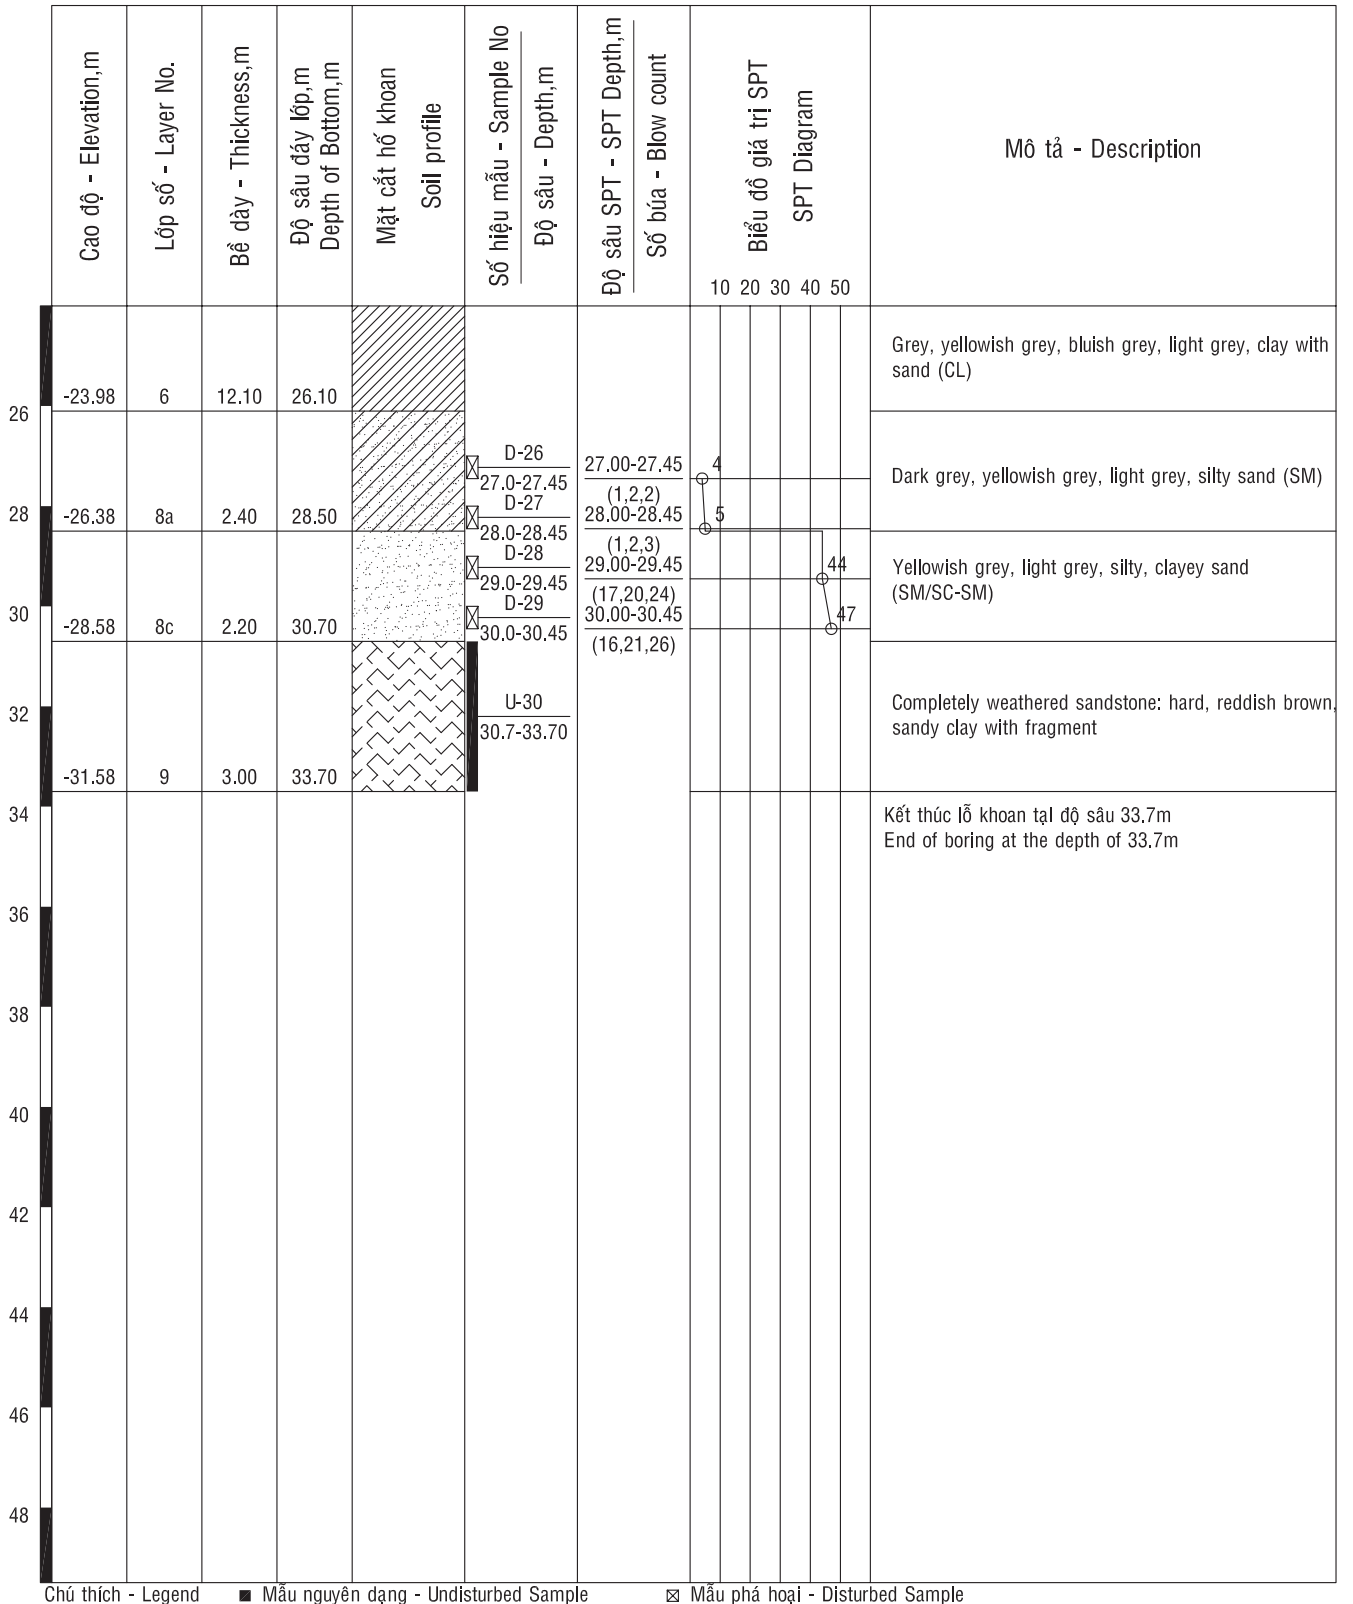 Cao độ - Elevation,m
Lớp số - Layer No.
Bề dày - Thickness,m
Độ sâu đáy lớp,m
Depth of Bottom,m
Mặt cắt hố khoan
Soil profile
Số hiệu mẫu - Sample No
Độ sâu - Depth,m
Độ sâu SPT - SPT Depth,m
Số búa - Blow count
Biểu đồ giá trị SPT
SPT Diagram
10 20 30 40 50
Mô tả - Description
Grey, yellowish grey, bluish grey, light grey, clay with
sand (CL)
-23.98 6 12.10 26.10
26
D-26
27.0-27.45
27.00-27.45
(1,2,2)
4
Dark grey, yellowish grey, light grey, silty sand (SM)
28
-26.38 8a 2.40 28.50
D-27
28.0-28.45
28.00-28.45
(1,2,3)
5
D-28
29.0-29.45
29.00-29.45
(17,20,24)
44
Yellowish grey, light grey, silty, clayey sand
(SM/SC-SM)
30
-28.58 8c 2.20 30.70
D-29
30.0-30.45
30.00-30.45
(16,21,26)
47
32
U-30
30.7-33.70
Completely weathered sandstone: hard, reddish brown,
sandy clay with fragment
-31.58 9 3.00 33.70
34
Kết thúc lỗ khoan tại độ sâu 33.7m
End of boring at the depth of 33.7m
36
38
40
42
44
46
48
Chú thích - Legend Mẫu nguyên dạng - Undisturbed Sample Mẫu phá hoại - Disturbed Sample